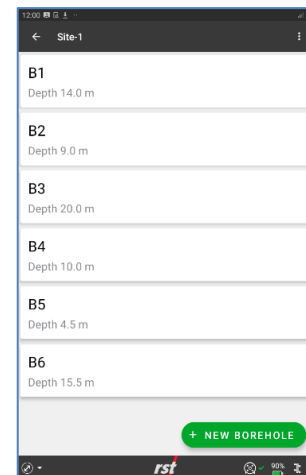 12:00
Site-1
B1
Depth 14.0 m
B2
Depth 9.0 m
B3
Depth 20.0 m
B4
Depth 10.0 m
B5
Depth 4.5 m
B6
Depth 15.5 m
+ NEW BOREHOLE
rst
90%